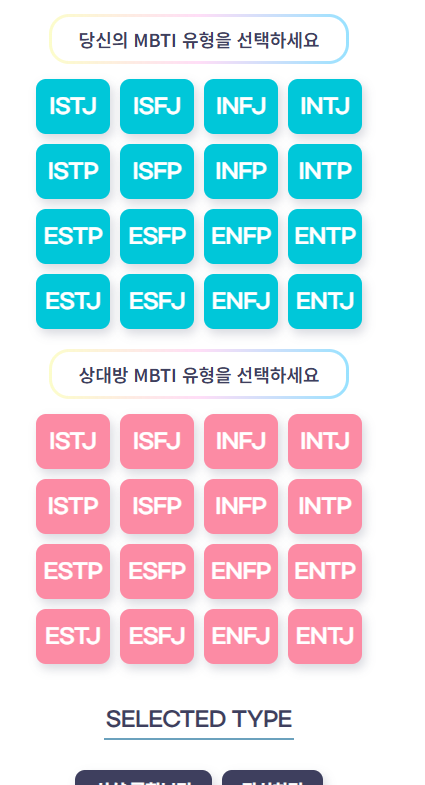 당신의 MBTI 유형을 선택하세요
ISTJ ISFJ INFJ INTJ
ISTP ISFP INFP INTP
ESTP ESFP ENFP ENTP
ESTJ ESFJ ENFJ ENTJ
상대방 MBTI 유형을 선택하세요
ISTJ ISFJ INFJ INTJ
ISTP ISFP INFP INTP
ESTP ESFP ENFP ENTP
ESTJ ESFJ ENFJ ENTJ
SELECTED TYPE